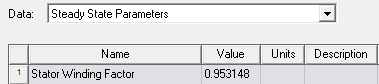 Data: Steady State Parameters
Name Value Units Description
1 Stator Winding Factor 0.953148